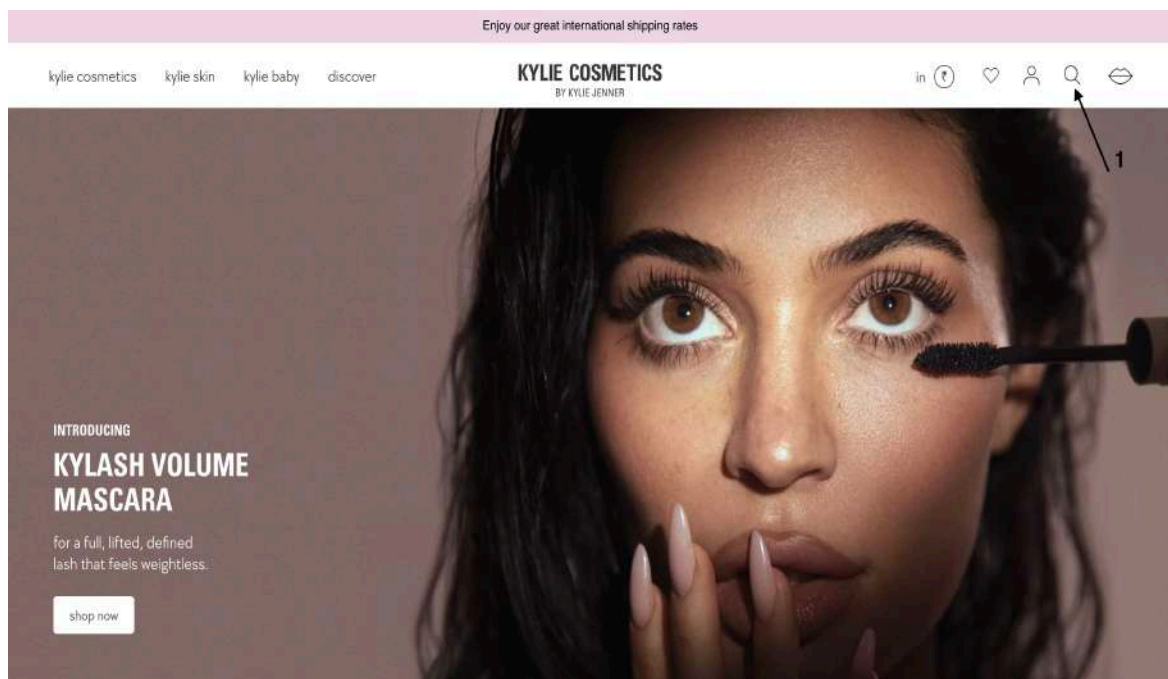 Enjoy our great international shipping rates
kylie cosmetics kylie skin kylie baby discover
KYLIE COSMETICS
BY KYLIE JENNER
in ₹
1
INTRODUCING
KYLASH VOLUME
MASCARA
for a full, lifted, defined
lash that feels weightless.
shop now